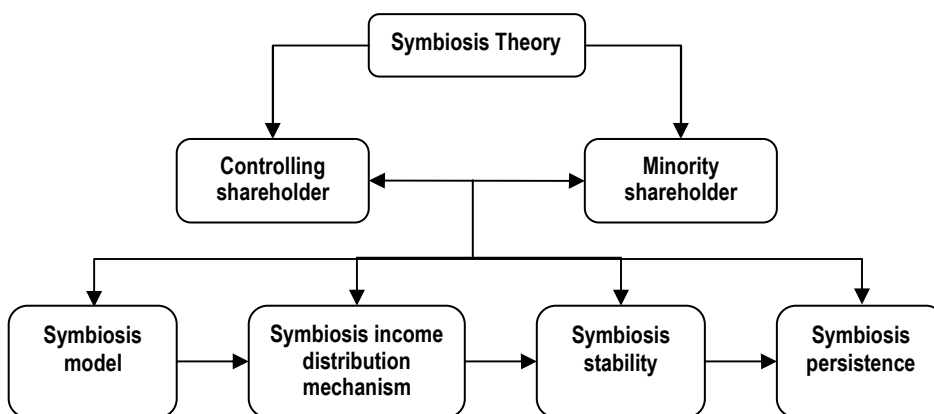 Symbiosis Theory
Controlling
shareholder
Minority
shareholder
Symbiosis
model
Symbiosis income
distribution
mechanism
Symbiosis
stability
Symbiosis
persistence